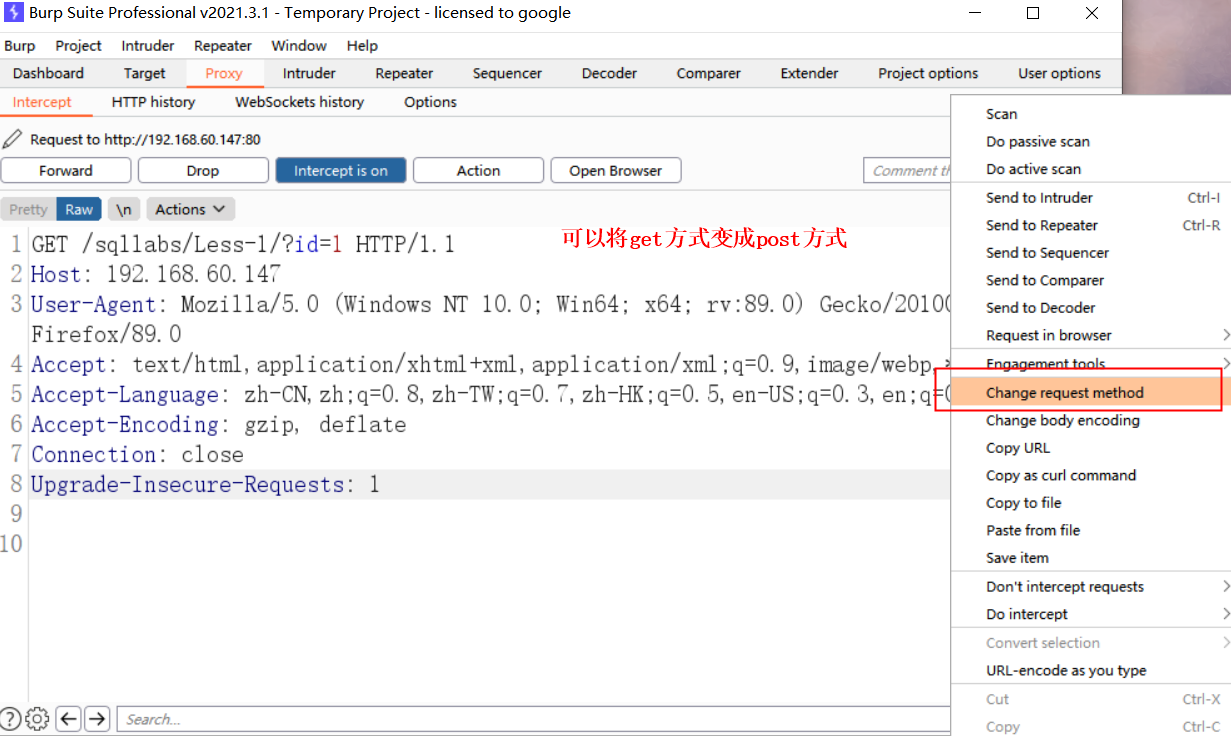 Burp Suite Professional v2021.3.1 - Temporary Project - licensed to google
Burp Project Intruder Repeater Window Help
Dashboard Target Proxy Intruder Repeater Sequencer Decoder Comparer Extender Project options User options
Intercept HTTP history WebSockets history Options
Request to http://192.168.60.147:80
Forward Drop Intercept is on Action Open Browser Comment th
Pretty Raw \n Actions
可以将get方式变成post方式
1 GET /sqllabs/Less-1/?id=1 HTTP/1.1
2 Host: 192.168.60.147
3 User-Agent: Mozilla/5.0 (Windows NT 10.0; Win64; x64; rv:89.0) Gecko/20100
Firefox/89.0
4 Accept: text/html,application/xhtml+xml,application/xml;q=0.9,image/webp,*
5 Accept-Language: zh-CN,zh;q=0.8,zh-TW;q=0.7,zh-HK;q=0.5,en-US;q=0.3,en;q=0
6 Accept-Encoding: gzip, deflate
7 Connection: close
8 Upgrade-Insecure-Requests: 1
9
10
Search...
Scan
Do passive scan
Do active scan
Send to Intruder Ctrl-I
Send to Repeater Ctrl-R
Send to Sequencer
Send to Comparer
Send to Decoder
Request in browser
Engagement tools
Change request method
Change body encoding
Copy URL
Copy as curl command
Copy to file
Paste from file
Save item
Don't intercept requests
Do intercept
Convert selection
URL-encode as you type
Cut Ctrl-X
Copy Ctrl-C